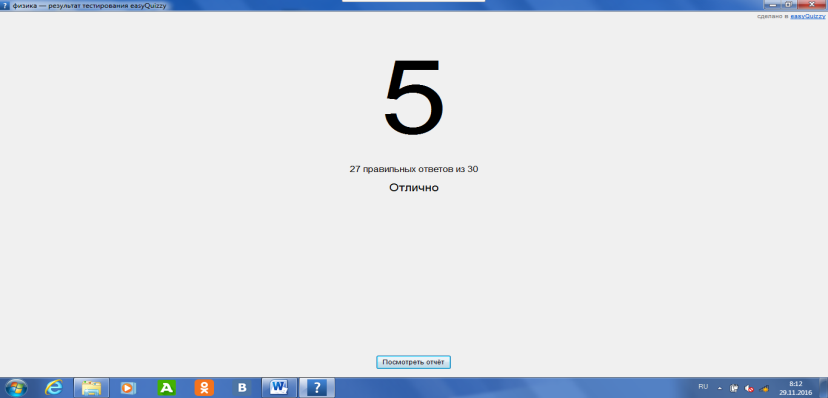 физика — результат тестирования easyQuizzy
сделано в easyQuizzy
5
27 правильных ответов из 30
Отлично
Посмотреть отчёт
RU
8:12
29.11.2016